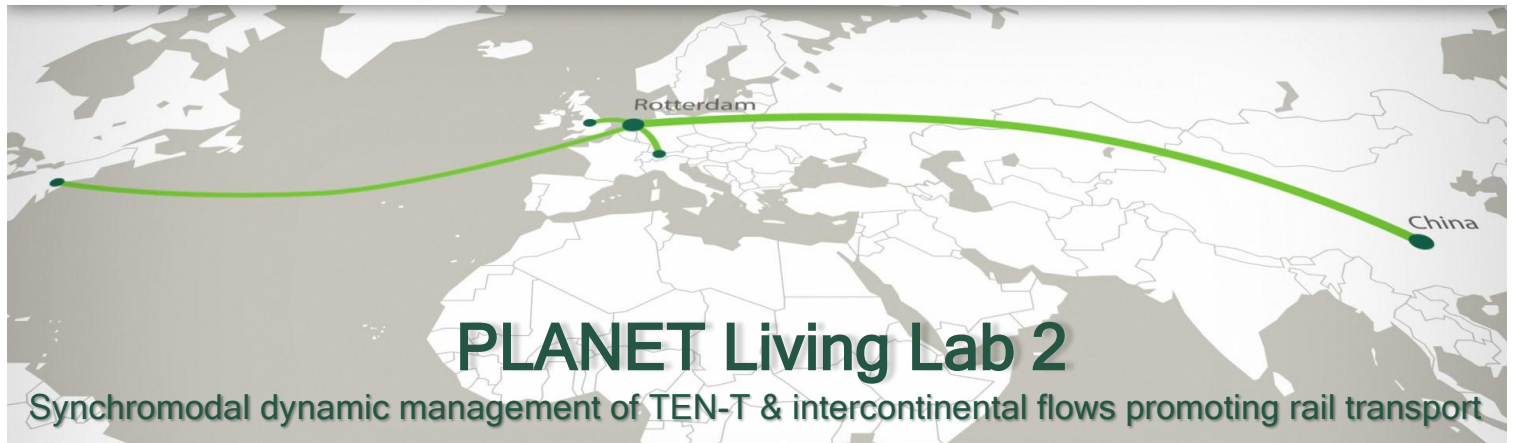 Rotterdam
China
PLANET Living Lab 2
Synchromodal dynamic management of TEN-T & intercontinental flows promoting rail transport